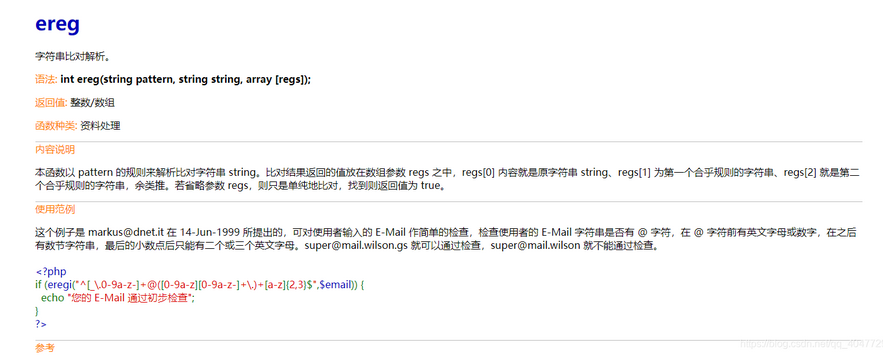 ereg
字符串比对解析。
语法: int ereg(string pattern, string string, array [regs]);
返回值: 整数/数组
函数种类: 资料处理
内容说明
本函数以 pattern 的规则来解析比对字符串 string。比对结果返回的值放在数组参数 regs 之中，regs[0] 内容就是原字符串 string、regs[1] 为第一个合乎规则的字符串、regs[2] 就是第二
个合乎规则的字符串，余类推。若省略参数 regs，则只是单纯地比对，找到则返回值为 true。
使用范例
这个例子是 markus@dnet.it 在 14-Jun-1999 所提出的，可对使用者输入的 E-Mail 作简单的检查，检查使用者的 E-Mail 字符串是否有 @ 字符，在 @ 字符前有英文字母或数字，在之后
有数节字符串，最后的小数点后只能有二个或三个英文字母。super@mail.wilson.gs 就可以通过检查，super@mail.wilson 就不能通过检查。
<?php
if (eregi("^[_\.0-9a-z-]+@([0-9a-z][0-9a-z-]+\.)+[a-z]{2,3}$",$email)) {
echo "您的 E-Mail 通过初步检查";
}
?>
参考